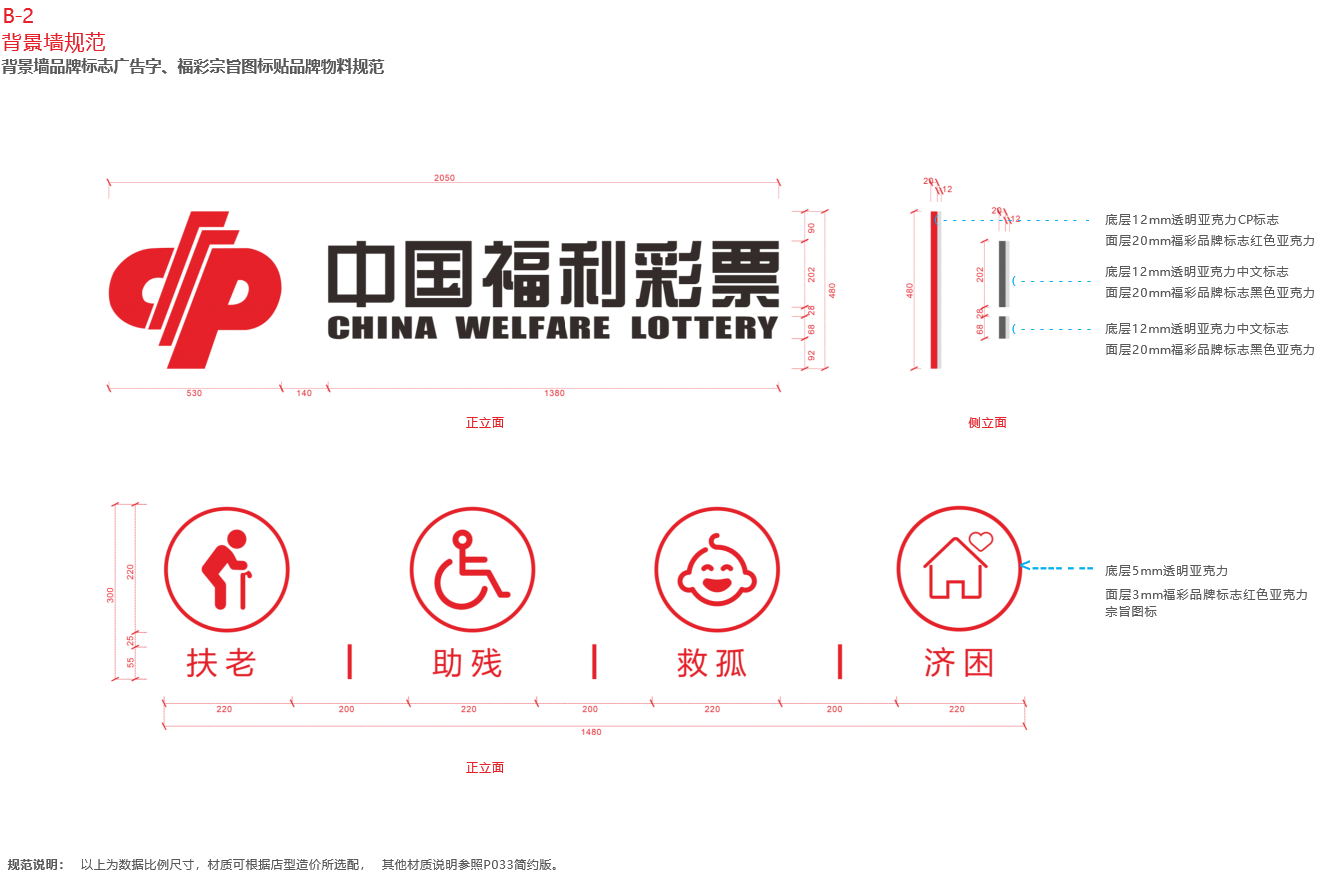 B-2
背景墙规范
背景墙品牌标志广告字、福彩宗旨图标贴品牌物料规范
2050
20
12
20
12
90
202
28
68
92
480
480
202
28
68
底层12mm透明亚克力CP标志
面层20mm福彩品牌标志红色亚克力
底层12mm透明亚克力中文标志
面层20mm福彩品牌标志黑色亚克力
底层12mm透明亚克力中文标志
面层20mm福彩品牌标志黑色亚克力
中国福利彩票
CHINA WELFARE LOTTERY
530
140
1380
正立面
侧立面
300
220
25
55
底层5mm透明亚克力
面层3mm福彩品牌标志红色亚克力
宗旨图标
扶老
助残
救孤
济困
220
200
220
200
220
200
220
1480
正立面
规范说明： 以上为数据比例尺寸，材质可根据店型造价所选配， 其他材质说明参照P033简约版。